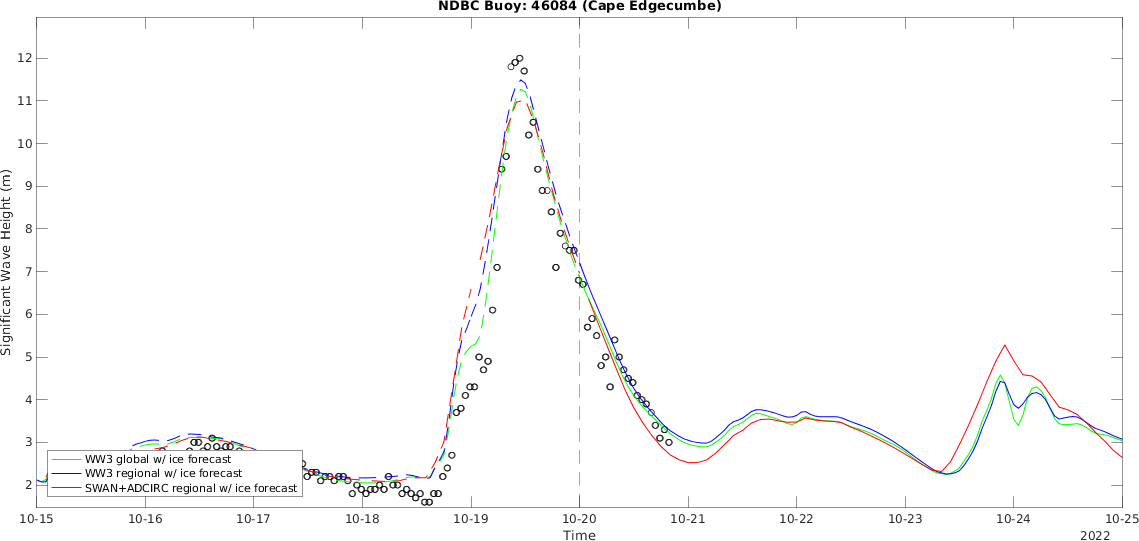 NDBC Buoy: 46084 (Cape Edgecumbe)
12
11
10
9
8
7
6
5
4
3
2
Significant Wave Height (m)
WW3 global w/ ice forecast
WW3 regional w/ ice forecast
SWAN+ADCIRC regional w/ ice forecast
10-15 10-16 10-17 10-18 10-19 10-20 10-21 10-22 10-23 10-24 10-25
Time
2022